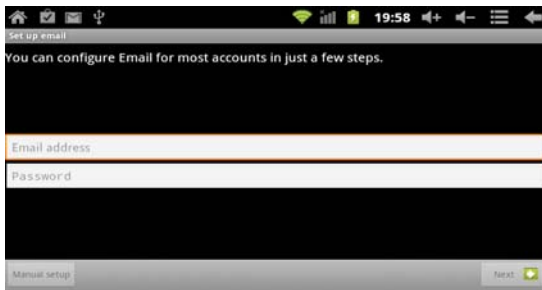 19:58
Set up email
You can configure Email for most accounts in just a few steps.
Email address
Password
Manual setup
Next